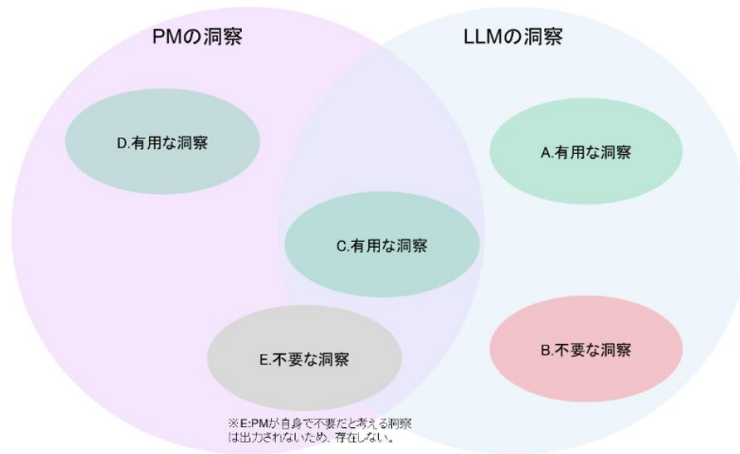 PMの洞察
LLMの洞察
D.有用な洞察
A.有用な洞察
C.有用な洞察
E.不要な洞察
B.不要な洞察
※E:PMが自身で不要だと考える洞察
は出力されないため、存在しない。